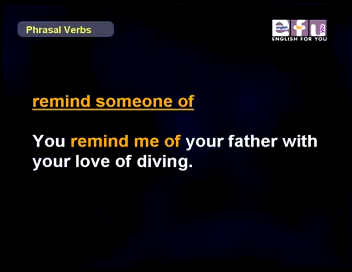 Phrasal Verbs
efu
ENGLISH FOR YOU
remind someone of
You remind me of your father with
your love of diving.